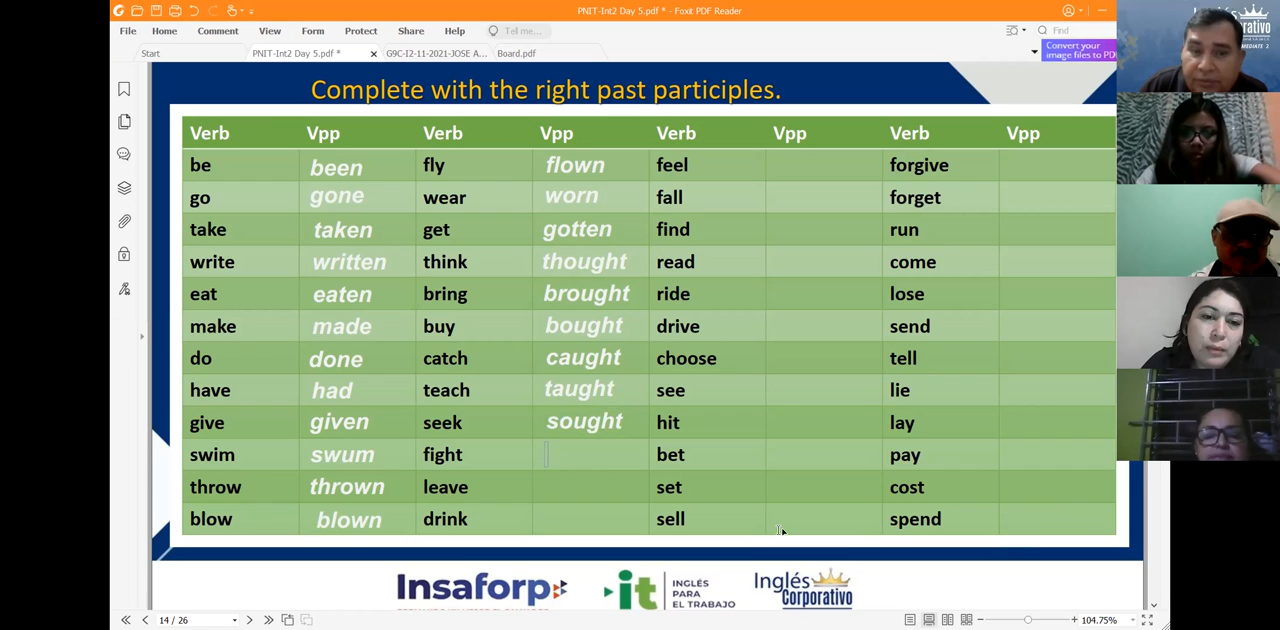 PNIT-Int2 Day 5.pdf * - Foxit PDF Reader
File Home Comment View Form Protect Share Help Tell me... Find
Start PNIT-Int2 Day 5.pdf * G9C-I2-11-2021-JOSE A... Board.pdf
Convert your
image files to PD
Complete with the right past participles.
Verb Vpp Verb Vpp Verb Vpp Verb Vpp
be been fly flown feel forgive
go gone wear worn fall forget
take taken get gotten find run
write written think thought read come
eat eaten bring brought ride lose
make made buy bought drive send
do done catch caught choose tell
have had teach taught see lie
give given seek sought hit lay
swim swum fight bet pay
throw thrown leave set cost
blow blown drink sell spend
Insaforp
it INGLÉS
PARA
EL TRABAJO
Inglés
Corporativo
14 / 26
104.75%